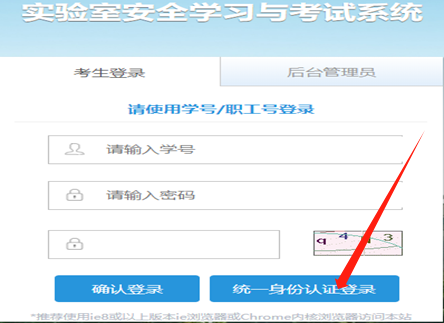 实验室安全学习与考试系统
考生登录 后台管理员
请使用学号/职工号登录
请输入学号
请输入密码
q 4 q 3
确认登录 统一身份认证登录
*推荐使用ie8或以上版本ie浏览器或Chrome内核浏览器访问本站